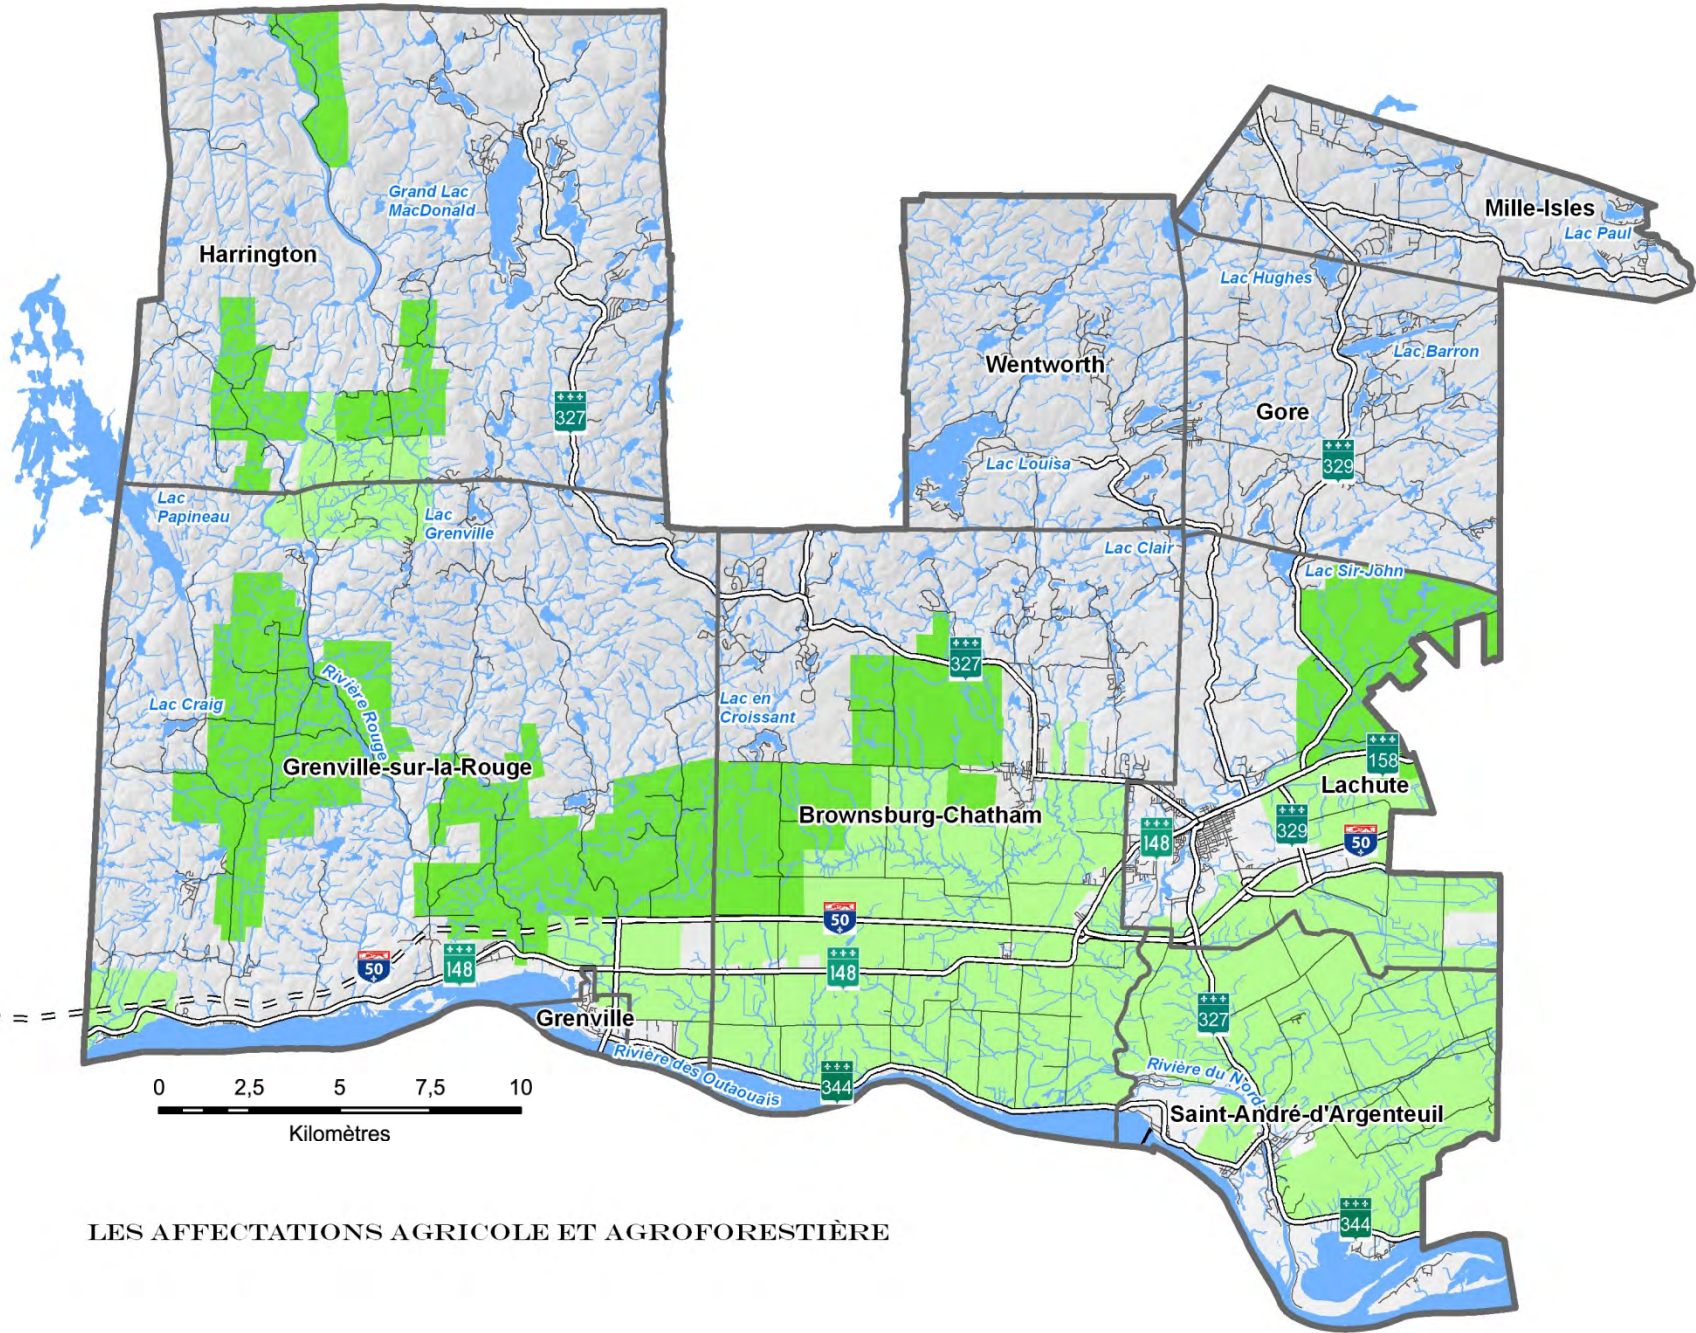 Grand Lac
MacDonald
Harrington
327
Lac
Papineau
Lac
Grenville
Mille-Isles
Lac Paul
Lac Hughes
Lac Barron
Wentworth
Gore
329
Lac Louisa
Lac Clair
Lac Sir-John
327
Rivière Rouge
Lac Craig
Lac en
Croissant
Grenville-sur-la-Rouge
Brownsburg-Chatham
158
Lachute
148
329
50
50
50
148
148
327
Grenville
Rivière des Outaouais
344
Rivière du Nord
Saint-André-d'Argenteuil
344
0 2,5 5 7,5 10
Kilomètres
LES AFFECTATIONS AGRICOLE ET AGROFORESTIÈRE